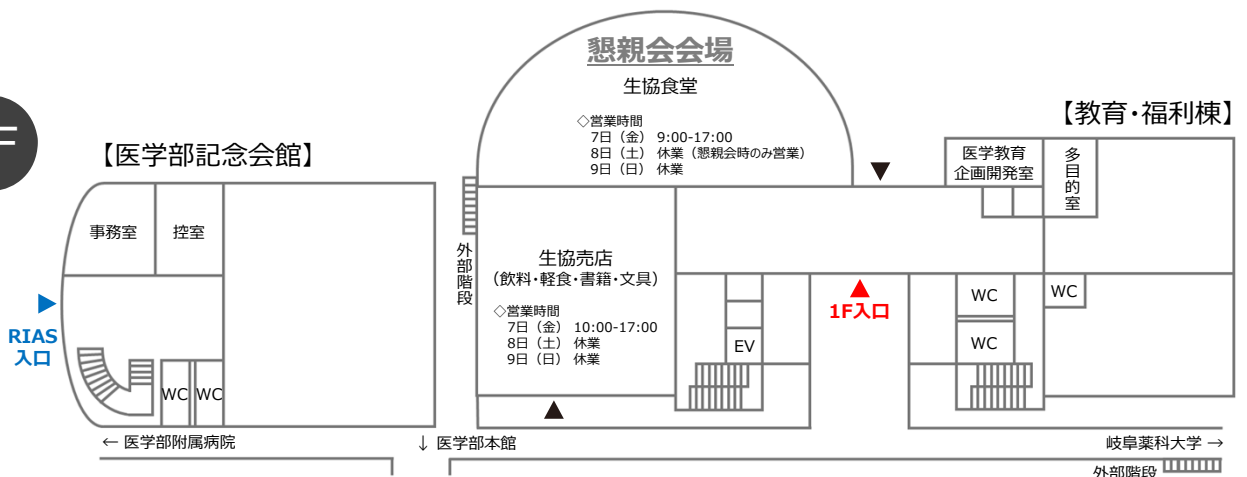 F
【医学部記念会館】
事務室
控室
RIAS
入口
WC
WC
← 医学部附属病院
懇親会会場
生協食堂
◇営業時間
7日（金） 9:00-17:00
8日（土） 休業（懇親会時のみ営業）
9日（日） 休業
外部階段
生協売店
（飲料・軽食・書籍・文具）
◇営業時間
7日（金） 10:00-17:00
8日（土） 休業
9日（日） 休業
EV
1F入口
【教育・福利棟】
医学教育
企画開発室
多目的室
WC
WC
WC
↓ 医学部本館
岐阜薬科大学 →
外部階段